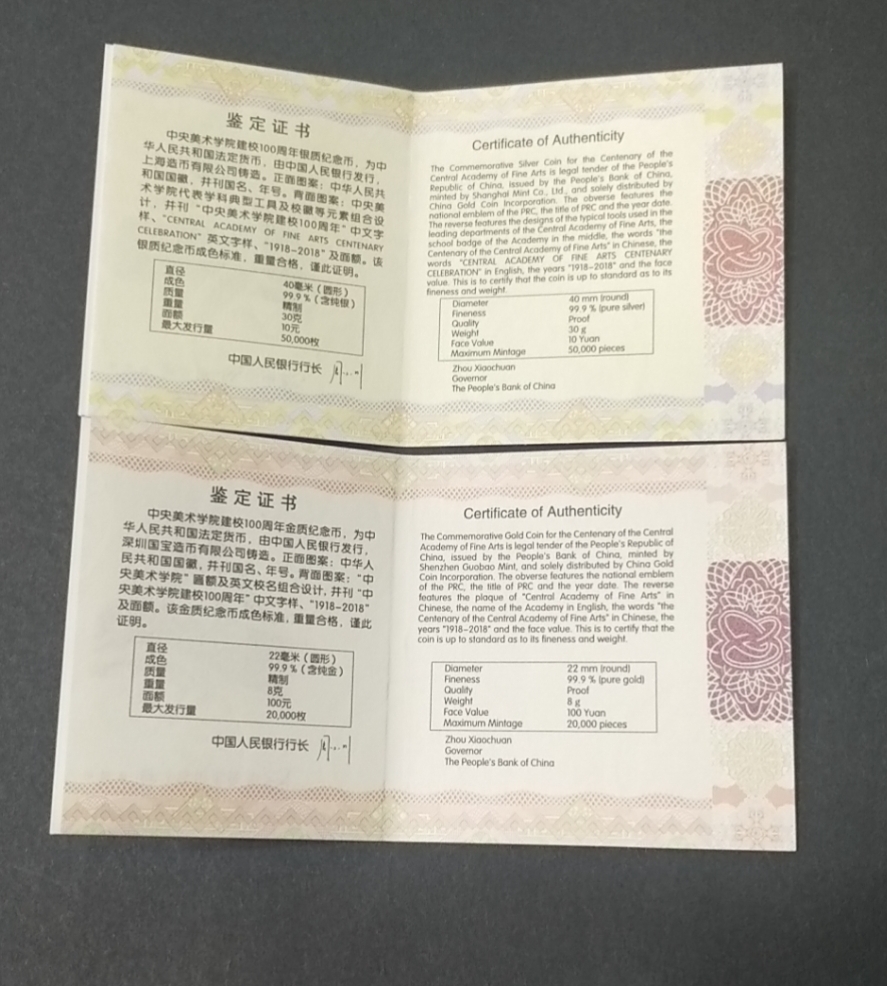 鉴定证书
中央美术学院建校100周年银质纪念币，为中
华人民共和国法定货币，由中国人民银行发行，
上海造币有限公司铸造。正面图案：中华人民共
和国国徽，并刊国名、年号。背面图案：中央美
术学院代表学科典型工具及校徽等元素组合设
计，并刊“中央美术学院建校100周年”中文字
样、“CENTRAL ACADEMY OF FINE ARTS CENTENARY
CELEBRATION”英文字样、“1918-2018”及面额。该
银质纪念币成色标准，重量合格，谨此证明。
直径 40毫米（圆形）
成色 99.9％（含纯银）
质量 精制
重量 30克
面额 10元
最大发行量 50,000枚
中国人民银行行长
Certificate of Authenticity
The Commemorative Silver Coin for the Centenary of the
Central Academy of Fine Arts is legal tender of the People's
Republic of China, issued by the People's Bank of China,
minted by Shanghai Mint Co., Ltd., and solely distributed by
China Gold Coin Incorporation. The obverse features the
national emblem of the PRC, the title of PRC and the year date.
The reverse features the designs of the typical tools used in the
leading departments of the Central Academy of Fine Arts, the
school badge of the Academy in the middle, the words "the
Centenary of the Central Academy of Fine Arts" in Chinese, the
words "CENTRAL ACADEMY OF FINE ARTS CENTENARY
CELEBRATION" in English, the years "1918-2018" and the face
value. This is to certify that the coin is up to standard as to its
fineness and weight.
Diameter 40 mm (round)
Fineness 99.9 % (pure silver)
Quality Proof
Weight 30 g
Face Value 10 Yuan
Maximum Mintage 50,000 pieces
Zhou Xiaochuan
Governor
The People's Bank of China
鉴定证书
中央美术学院建校100周年金质纪念币，为中
华人民共和国法定货币，由中国人民银行发行，
深圳国宝造币有限公司铸造。正面图案：中华人
民共和国国徽，并刊国名、年号。背面图案：“中
央美术学院”匾额及英文校名组合设计，并刊“中
央美术学院建校100周年”中文字样、“1918-2018”
及面额。该金质纪念币成色标准，重量合格，谨此
证明。
直径 22毫米（圆形）
成色 99.9％（含纯金）
质量 精制
重量 8克
面额 100元
最大发行量 20,000枚
中国人民银行行长
Certificate of Authenticity
The Commemorative Gold Coin for the Centenary of the Central
Academy of Fine Arts is legal tender of the People's Republic of
China, issued by the People's Bank of China, minted by
Shenzhen Guobao Mint, and solely distributed by China Gold
Coin Incorporation. The obverse features the national emblem
of the PRC, the title of PRC and the year date. The reverse
features the plaque of "Central Academy of Fine Arts" in
Chinese, the name of the Academy in English, the words "the
Centenary of the Central Academy of Fine Arts" in Chinese, the
years "1918-2018" and the face value. This is to certify that the
coin is up to standard as to its fineness and weight.
Diameter 22 mm (round)
Fineness 99.9 % (pure gold)
Quality Proof
Weight 8 g
Face Value 100 Yuan
Maximum Mintage 20,000 pieces
Zhou Xiaochuan
Governor
The People's Bank of China